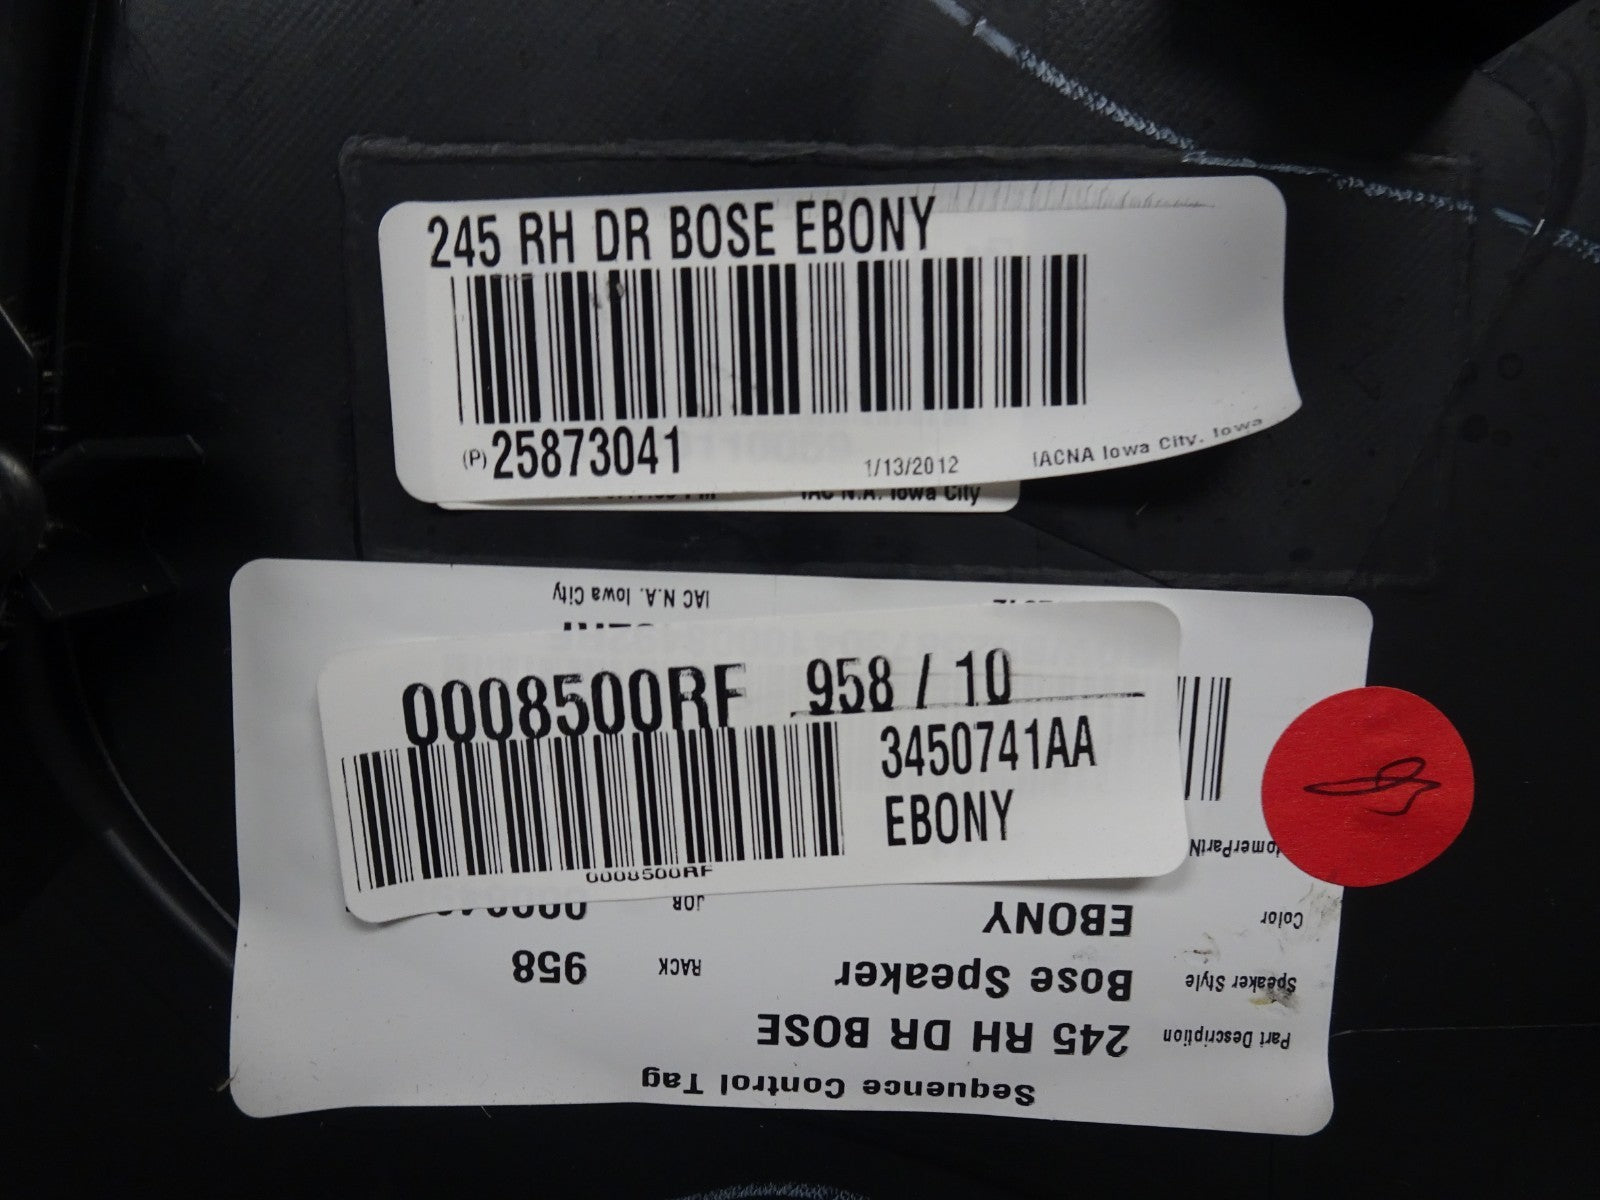 245 RH DR BOSE EBONY
(P) 25873041
1/13/2012
IACNA Iowa City, Iowa
IAC N.A. Iowa City
IAC N.A. Iowa City
0008500RF 958 / 10
3450741AA
EBONY
0008500RF
Sequence Control Tag
Part Description 245 RH DR BOSE
Speaker Style Bose Speaker RACK 958
Color EBONY JOR